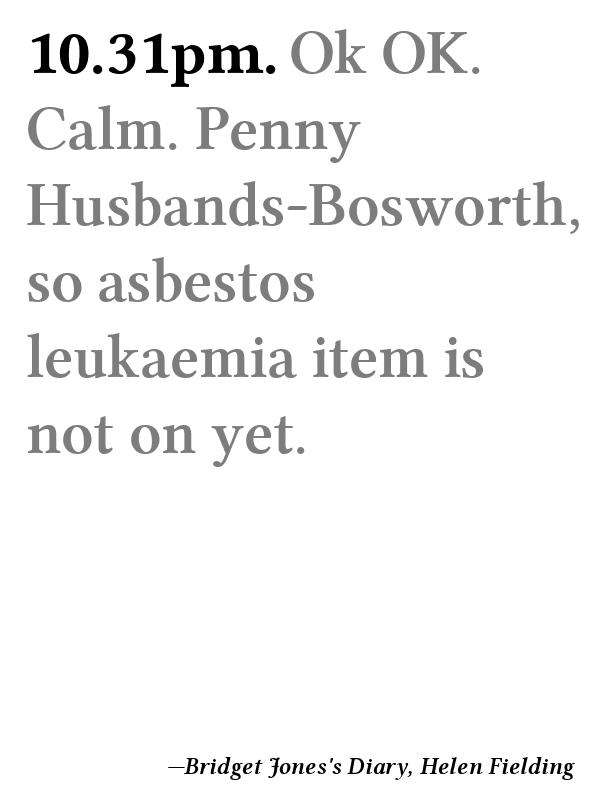 10.31pm. Ok OK.
Calm. Penny
Husbands-Bosworth,
so asbestos
leukaemia item is
not on yet.
—Bridget Jones's Diary, Helen Fielding